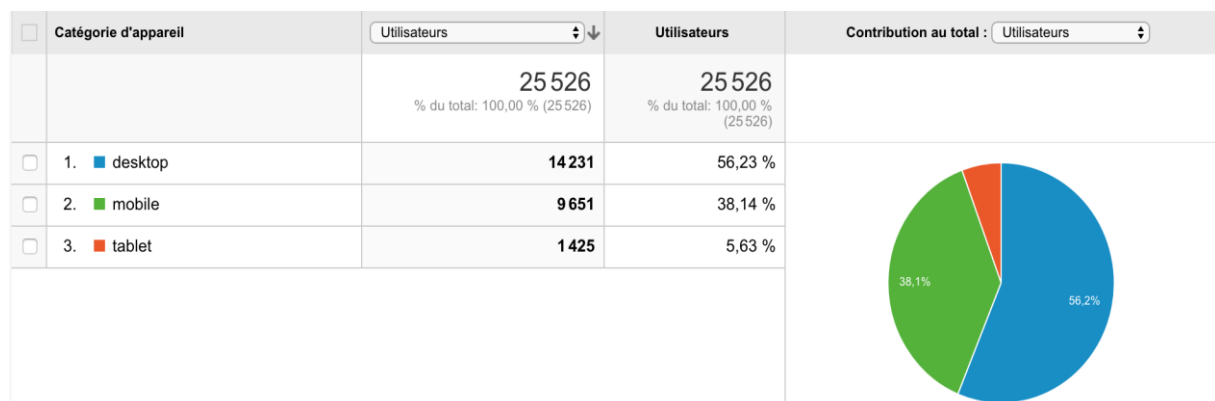 Catégorie d'appareil
Utilisateurs
Utilisateurs
Contribution au total : Utilisateurs
25 526
% du total: 100,00 % (25 526)
25 526
% du total: 100,00 %
(25 526)
1. desktop 14 231 56,23 %
2. mobile 9 651 38,14 %
3. tablet 1 425 5,63 %
38,1%
56,2%